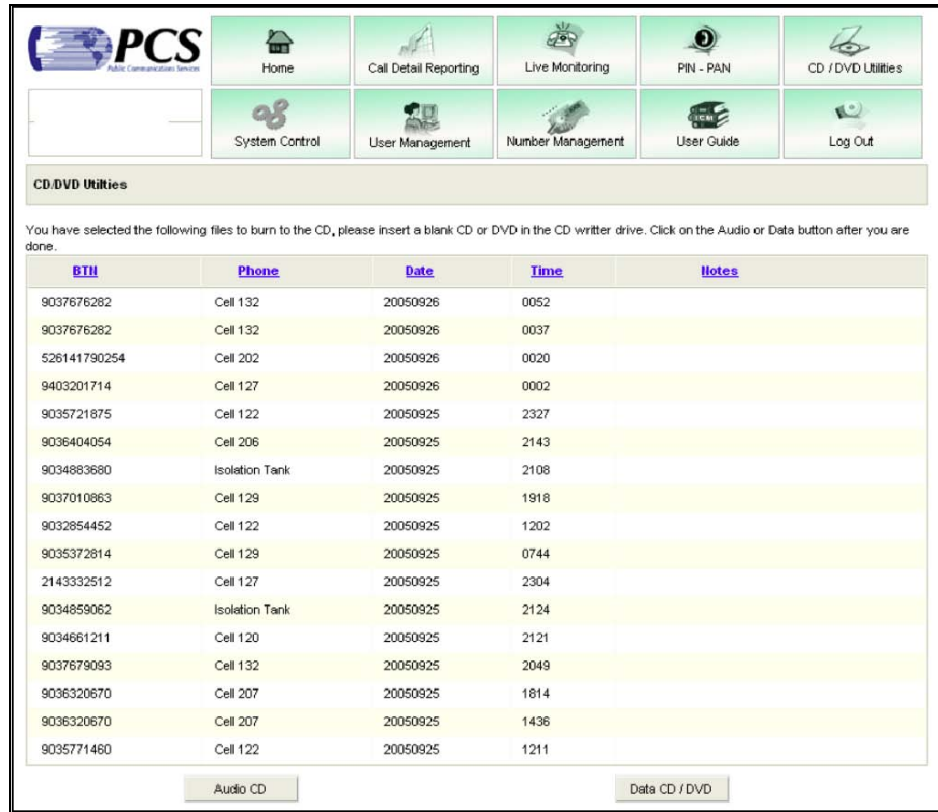 PCS
Public Communications Services
Home
Call Detail Reporting
Live Monitoring
PIN - PAN
CD / DVD Utilities
System Control
User Management
Number Management
User Guide
Log Out
CD/DVD Utilties
You have selected the following files to burn to the CD, please insert a blank CD or DVD in the CD writter drive. Click on the Audio or Data button after you are
done.
BTN Phone Date Time Notes
9037676282 Cell 132 20050926 0052
9037676282 Cell 132 20050926 0037
526141790254 Cell 202 20050926 0020
9403201714 Cell 127 20050926 0002
9035721875 Cell 122 20050925 2327
9036404054 Cell 206 20050925 2143
9034883680 Isolation Tank 20050925 2108
9037010863 Cell 129 20050925 1918
9032854452 Cell 122 20050925 1202
9035372814 Cell 129 20050925 0744
2143332512 Cell 127 20050925 2304
9034859062 Isolation Tank 20050925 2124
9034661211 Cell 120 20050925 2121
9037679093 Cell 132 20050925 2049
9036320670 Cell 207 20050925 1814
9036320670 Cell 207 20050925 1436
9035771460 Cell 122 20050925 1211
Audio CD
Data CD / DVD